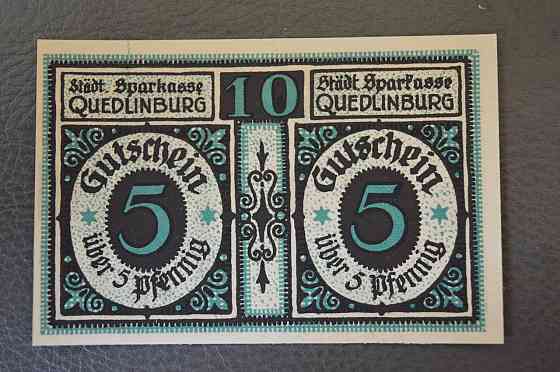 Städt. Sparkasse
QUEDLINBURG
10
Städt. Sparkasse
QUEDLINBURG
Gutschein
5
über 5 Pfennig
Gutschein
5
über 5 Pfennig